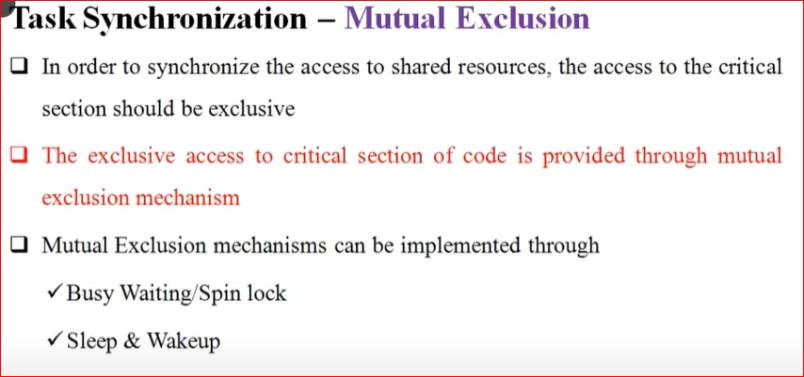 Task Synchronization – Mutual Exclusion
❑ In order to synchronize the access to shared resources, the access to the critical
section should be exclusive
❑ The exclusive access to critical section of code is provided through mutual
exclusion mechanism
❑ Mutual Exclusion mechanisms can be implemented through
✓Busy Waiting/Spin lock
✓Sleep & Wakeup